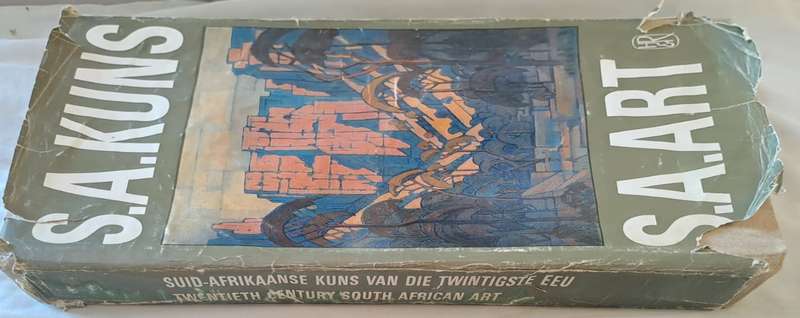 S.A.KUNS
S.A.ART
SUID-AFRIKAANSE KUNS VAN DIE TWINTIGSTE EEU
TWENTIETH CENTURY SOUTH AFRICAN ART